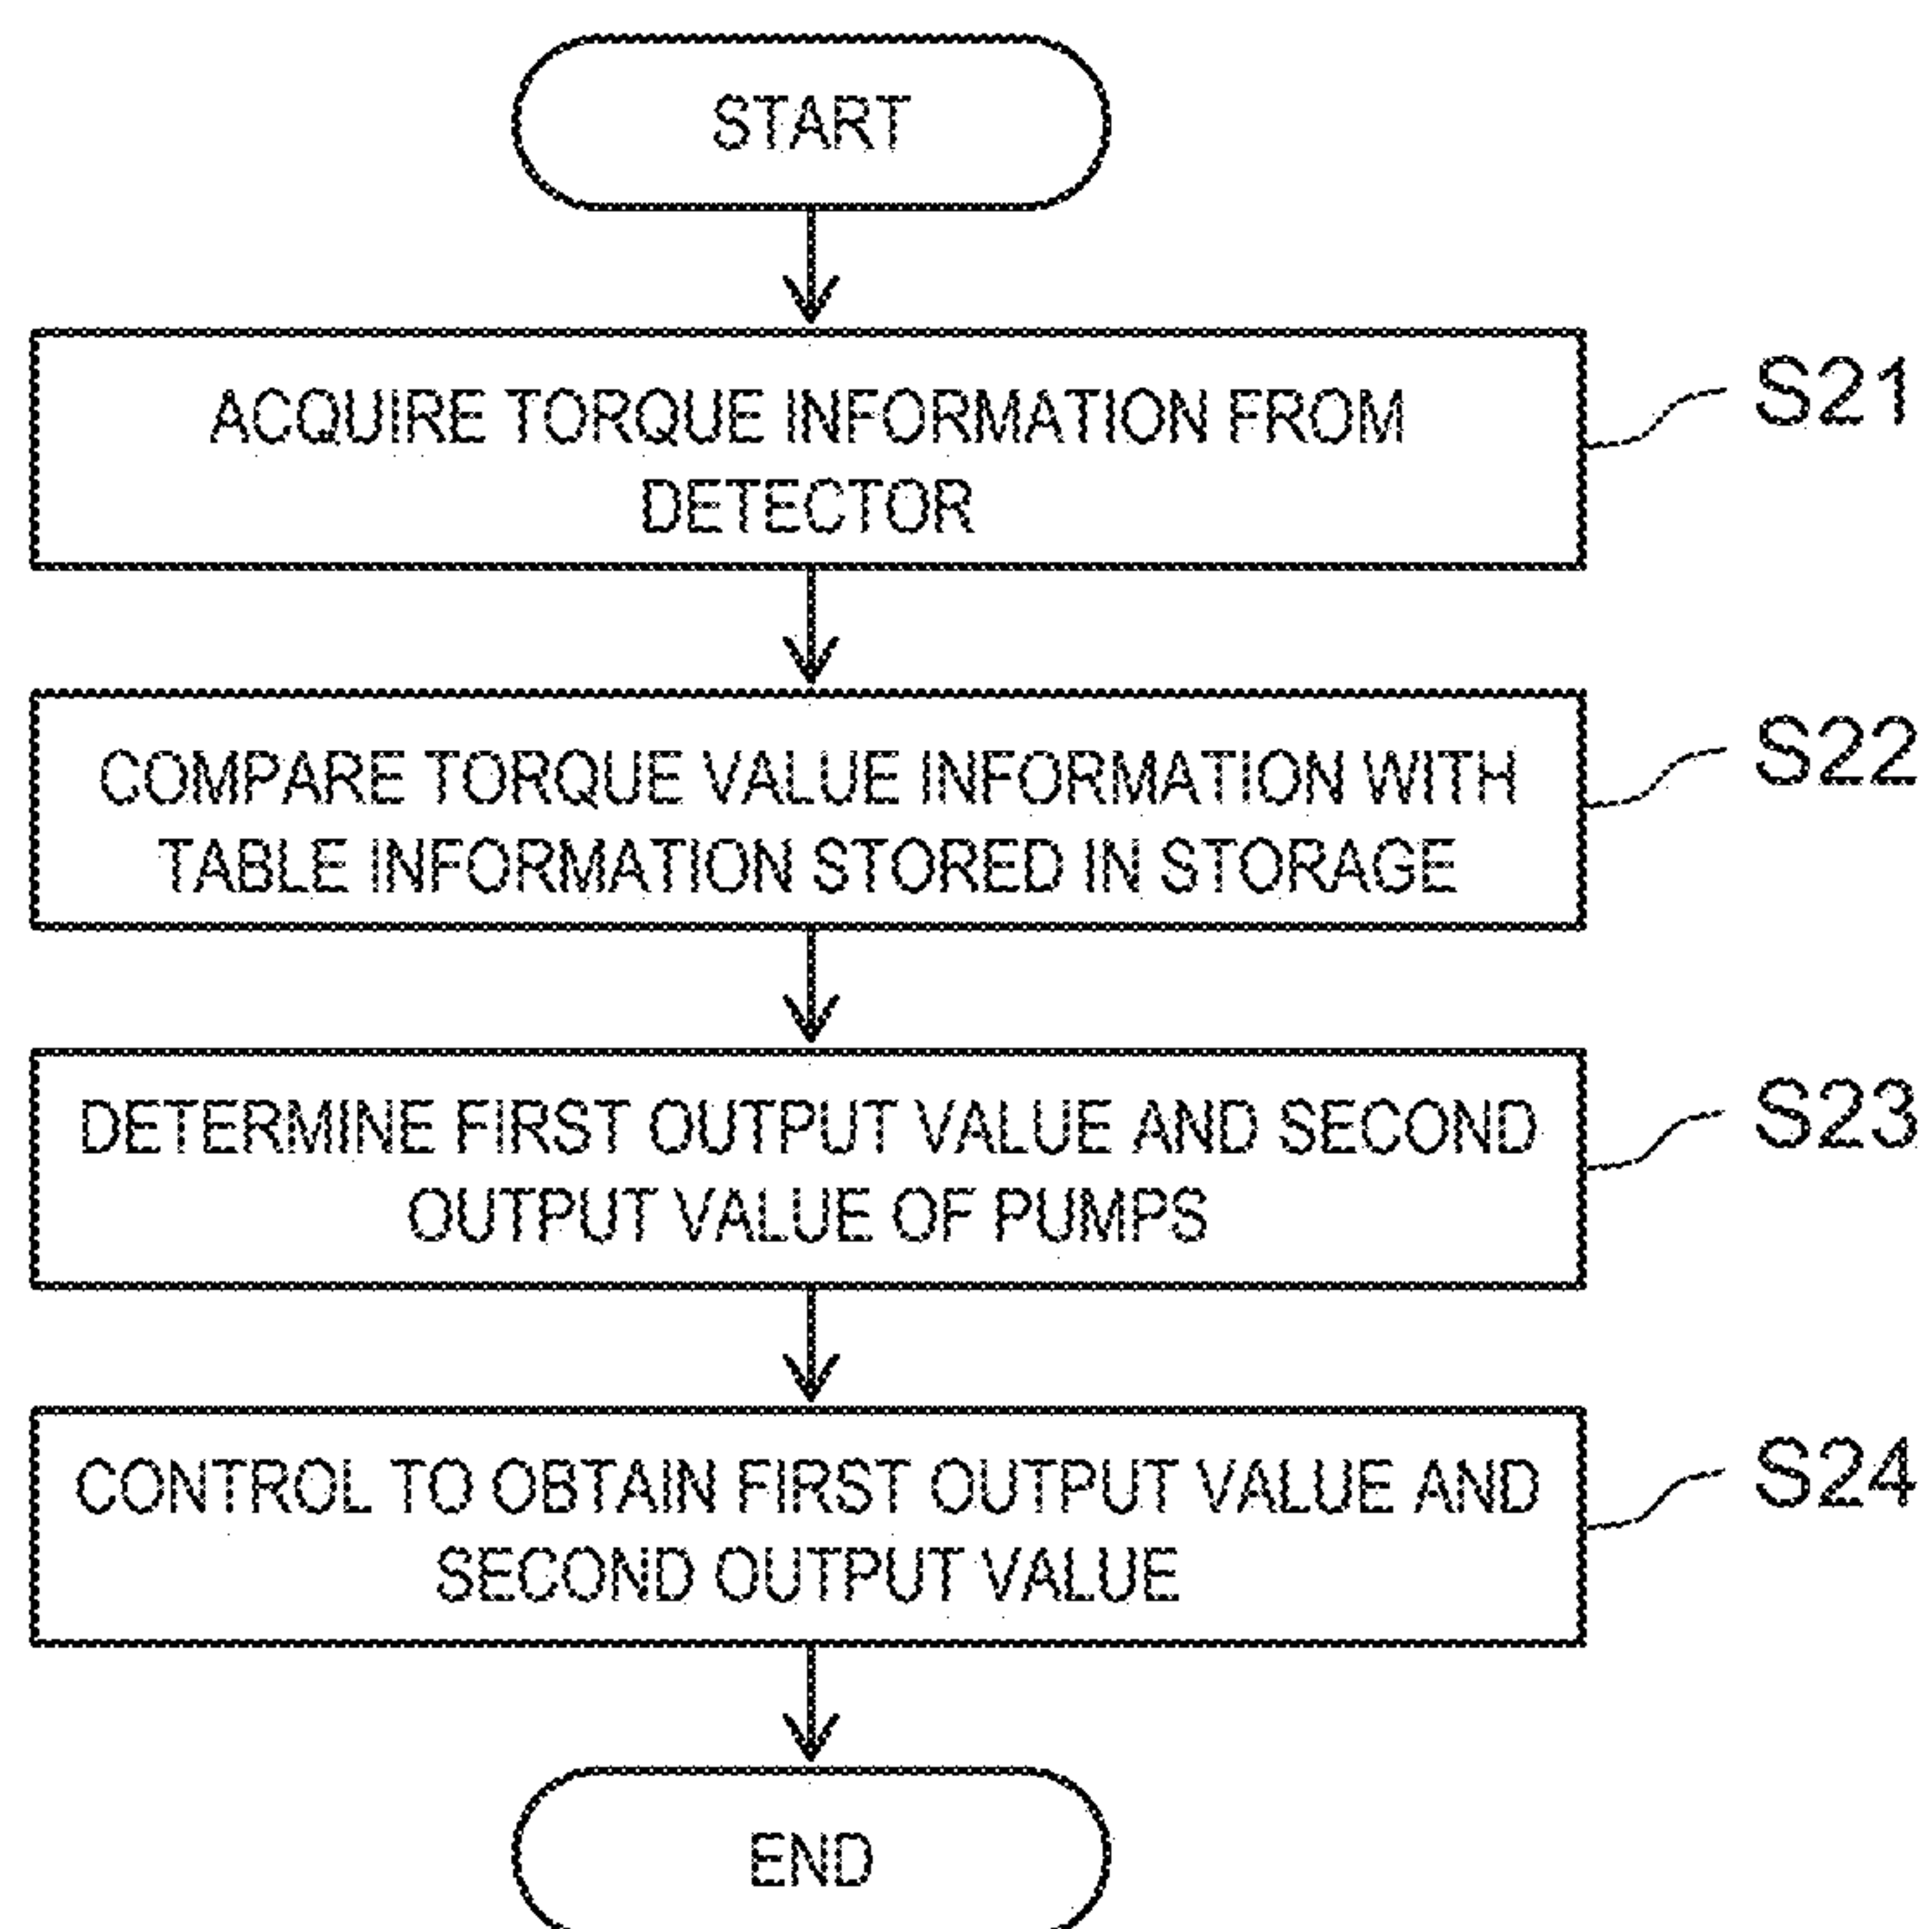 START
ACQUIRE TORQUE INFORMATION FROM
DETECTOR
S21
COMPARE TORQUE VALUE INFORMATION WITH
TABLE INFORMATION STORED IN STORAGE
S22
DETERMINE FIRST OUTPUT VALUE AND SECOND
OUTPUT VALUE OF PUMPS
S23
CONTROL TO OBTAIN FIRST OUTPUT VALUE AND
SECOND OUTPUT VALUE
S24
END